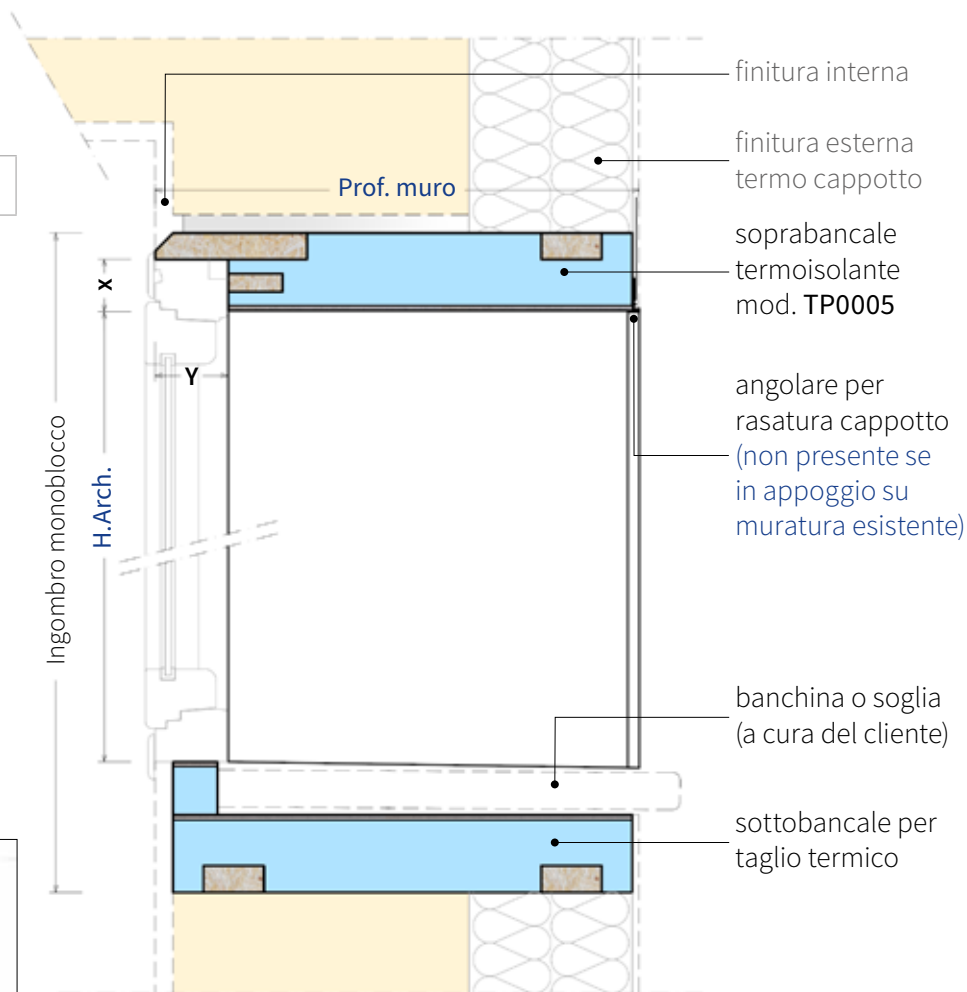 finitura interna
finitura esterna
termo cappotto
Prof. muro
soprabancale
termoisolante
mod. TP0005
x
Y
angolare per
rasatura cappotto
(non presente se
in appoggio su
muratura esistente)
Ingombro monoblocco
H.Arch.
banchina o soglia
(a cura del cliente)
sottobancale per
taglio termico